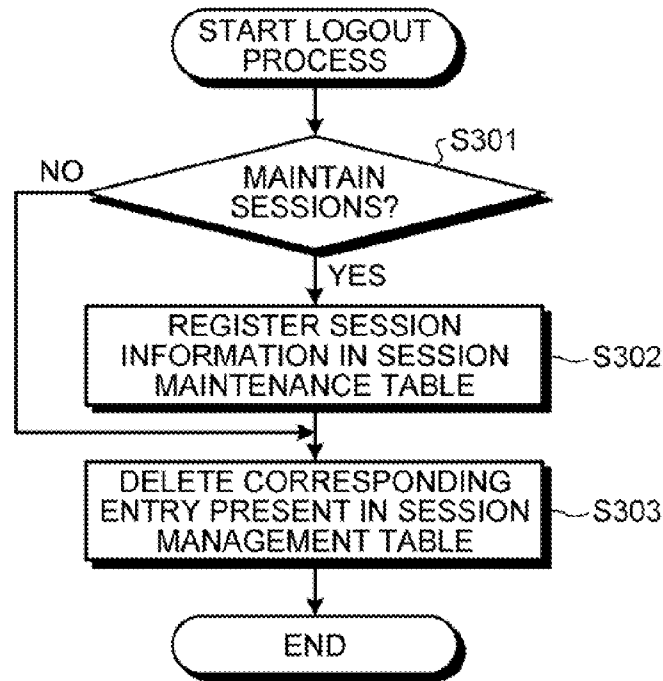 START LOGOUT
PROCESS
S301
NO
MAINTAIN
SESSIONS?
YES
REGISTER SESSION
INFORMATION IN SESSION
MAINTENANCE TABLE
S302
DELETE CORRESPONDING
ENTRY PRESENT IN SESSION
MANAGEMENT TABLE
S303
END